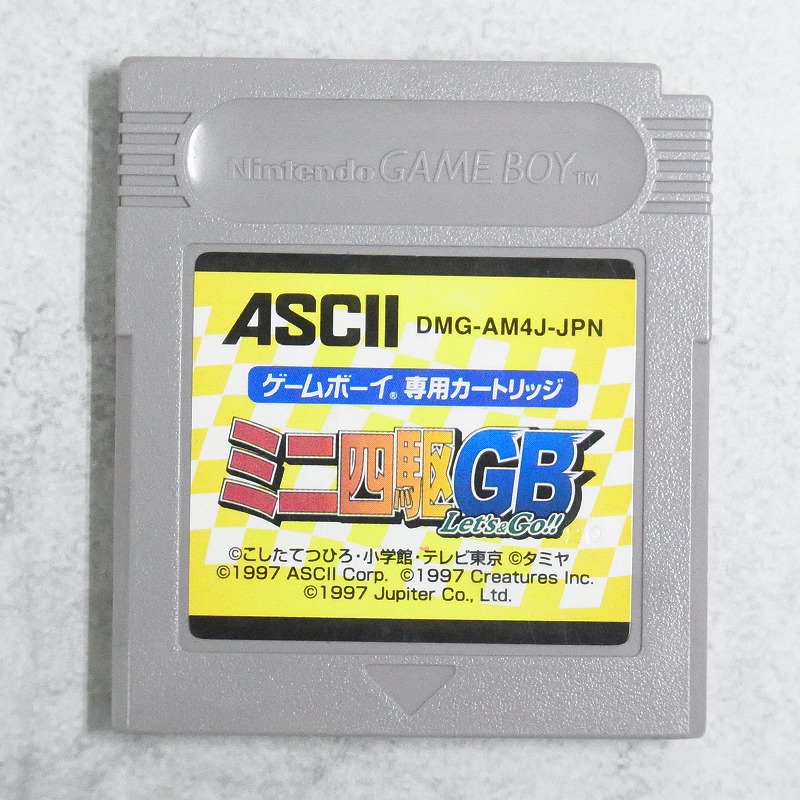 Nintendo GAME BOY™
ASCII DMG-AM4J-JPN
ゲームボーイ® 専用カートリッジ
ミニ四駆GB
Let's&Go!!
©こしたてつひろ・小学館・テレビ東京 ©タミヤ
©1997 ASCII Corp. ©1997 Creatures Inc.
©1997 Jupiter Co., Ltd.